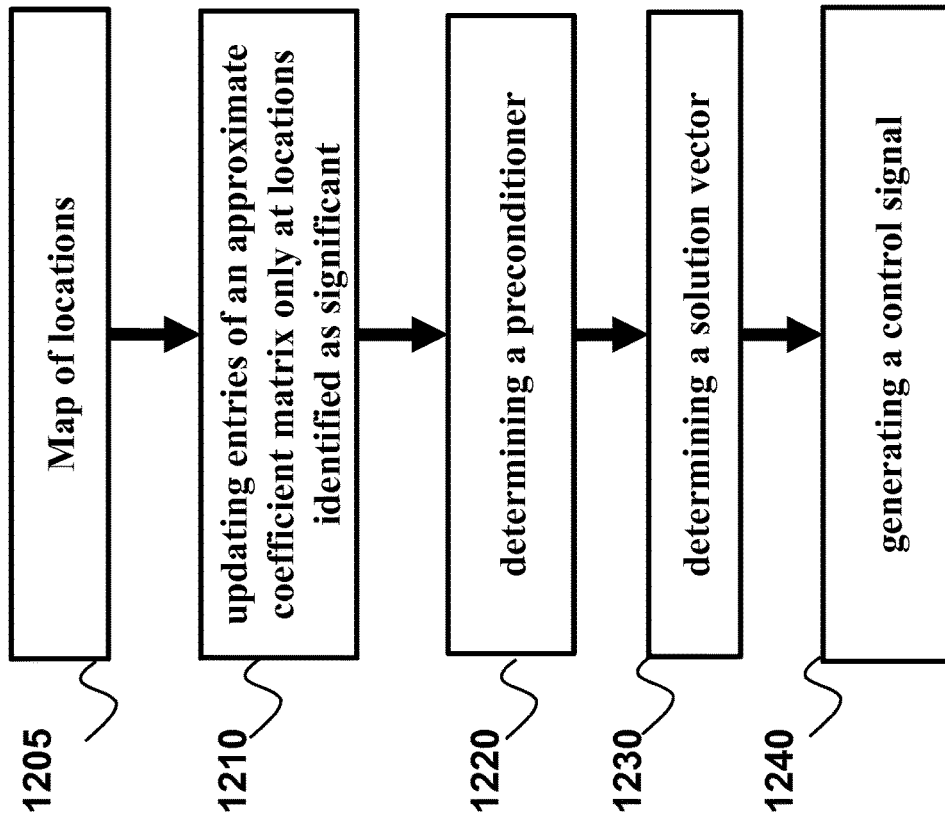 1205
Map of locations
1210
updating entries of an approximate
coefficient matrix only at locations
identified as significant
1220
determining a preconditioner
1230
determining a solution vector
1240
generating a control signal